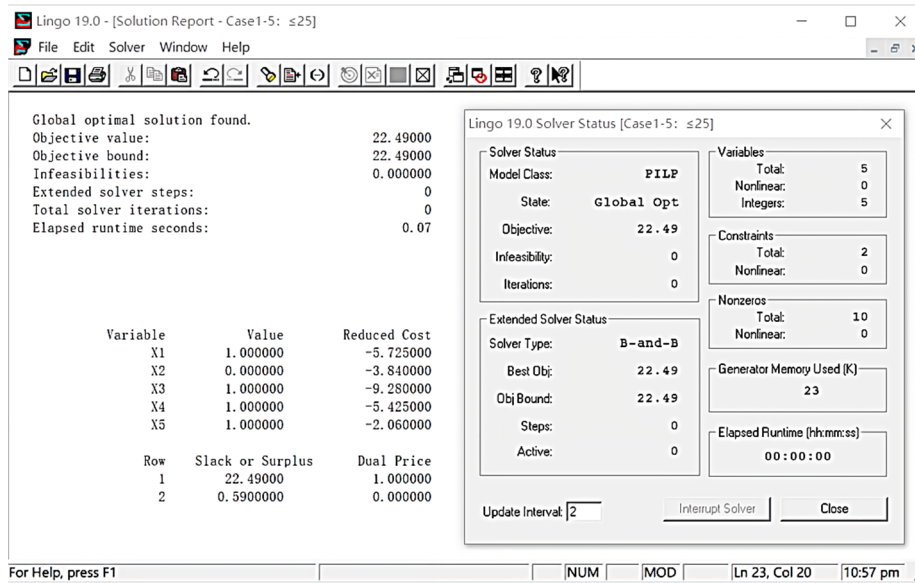 Lingo 19.0 - [Solution Report - Case1-5: ≤25]
File Edit Solver Window Help
Global optimal solution found.
Objective value: 22.49000
Objective bound: 22.49000
Infeasibilities: 0.000000
Extended solver steps: 0
Total solver iterations: 0
Elapsed runtime seconds: 0.07
Variable Value Reduced Cost
X1 1.000000 -5.725000
X2 0.000000 -3.840000
X3 1.000000 -9.280000
X4 1.000000 -5.425000
X5 1.000000 -2.060000
Row Slack or Surplus Dual Price
1 22.49000 1.000000
2 0.5900000 0.000000
Lingo 19.0 Solver Status [Case1-5: ≤25]
Solver Status
Model Class: PILP
State: Global Opt
Objective: 22.49
Infeasibility: 0
Iterations: 0
Extended Solver Status
Solver Type: B-and-B
Best Obj: 22.49
Obj Bound: 22.49
Steps: 0
Active: 0
Update Interval: 2
Variables
Total: 5
Nonlinear: 0
Integers: 5
Constraints
Total: 2
Nonlinear: 0
Nonzeros
Total: 10
Nonlinear: 0
Generator Memory Used (K)
23
Elapsed Runtime (hh:mm:ss)
00:00:00
Interrupt Solver Close
For Help, press F1 NUM MOD Ln 23, Col 20 10:57 pm